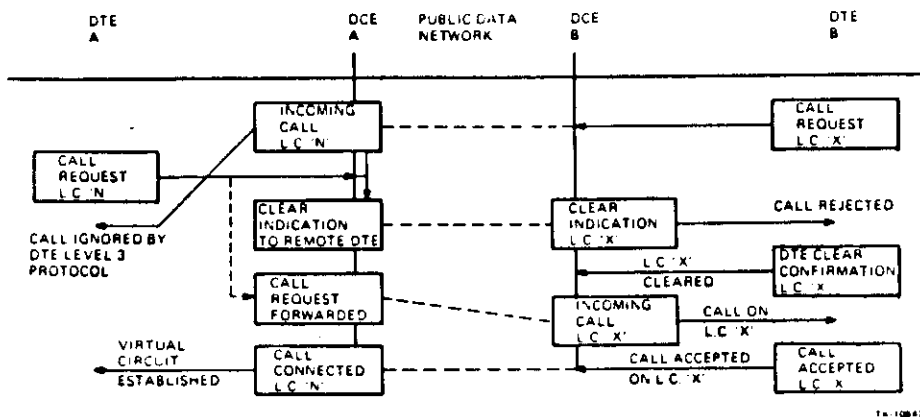 DTE
A
DCE
A
PUBLIC DATA
NETWORK
DCE
B
DTE
B
INCOMING
CALL
L.C. 'N'
CALL
REQUEST
L.C. 'X'
CALL
REQUEST
L.C. 'N
CLEAR
INDICATION
TO REMOTE DTE
CLEAR
INDICATION
L.C. 'X'
CALL REJECTED
CALL IGNORED BY
DTE LEVEL 3
PROTOCOL
L.C. 'X'
CLEARED
DTE CLEAR
CONFIRMATION
L.C. 'X
CALL
REQUEST
FORWARDED
INCOMING
CALL
L.C. 'X'
CALL ON
L.C. 'X'
VIRTUAL
CIRCUIT
ESTABLISHED
CALL
CONNECTED
L.C. 'N'
CALL ACCEPTED
ON L.C. 'X'
CALL
ACCEPTED
L.C. 'X